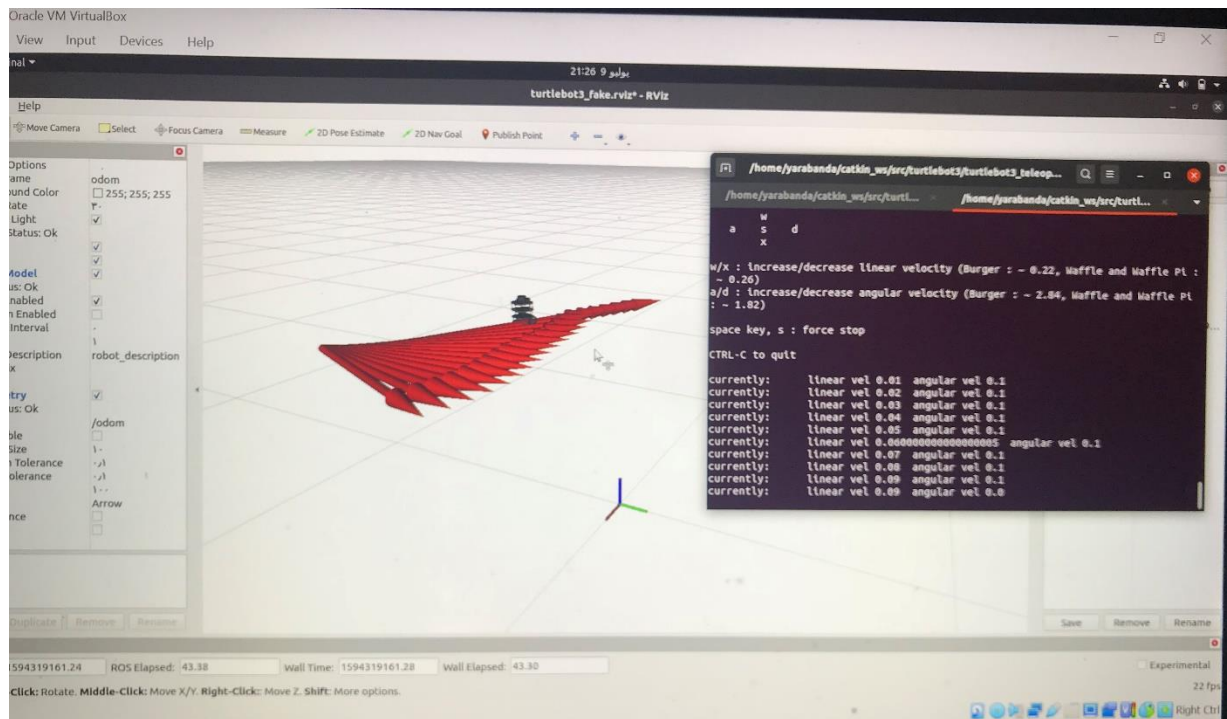 Oracle VM VirtualBox
View Input Devices Help
21:26 9 يوليو
turtlebot3_fake.rviz* - RViz
Help
Move Camera Select Focus Camera Measure 2D Pose Estimate 2D Nav Goal Publish Point
Options
odom
und Color 255; 255; 255
٣٠
Light
Status: Ok
Model
us: Ok
nabled
n Enabled
Interval
١
Description robot_description
try
us: Ok
/odom
Size ١٠
Tolerance ٠٫١
olerance ٠٫١
١٠٠
Arrow
Duplicate Remove Rename
/home/yarabanda/catkin_ws/src/turtlebot3/turtlebot3_teleop...
/home/yarabanda/catkin_ws/src/turtl... /home/yarabanda/catkin_ws/src/turtl...
w
a s d
x
w/x : increase/decrease linear velocity (Burger : ~ 0.22, Waffle and Waffle Pi :
~ 0.26)
a/d : increase/decrease angular velocity (Burger : ~ 2.84, Waffle and Waffle Pi
: ~ 1.82)
space key, s : force stop
CTRL-C to quit
currently: linear vel 0.01 angular vel 0.1
currently: linear vel 0.02 angular vel 0.1
currently: linear vel 0.03 angular vel 0.1
currently: linear vel 0.04 angular vel 0.1
currently: linear vel 0.05 angular vel 0.1
currently: linear vel 0.060000000000000005 angular vel 0.1
currently: linear vel 0.07 angular vel 0.1
currently: linear vel 0.08 angular vel 0.1
currently: linear vel 0.09 angular vel 0.1
currently: linear vel 0.09 angular vel 0.0
Save Remove Rename
1594319161.24 ROS Elapsed: 43.38 Wall Time: 1594319161.28 Wall Elapsed: 43.30
Experimental
-Click: Rotate. Middle-Click: Move X/Y. Right-Click:: Move Z. Shift: More options.
22 fps
Right Ctrl